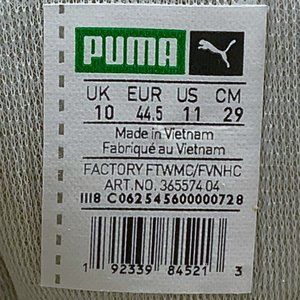 PUMA
UK EUR US CM
10 44.5 11 29
Made in Vietnam
Fabriqué au Vietnam
FACTORY FTWMC/FVNHC
ART.NO. 365574 04
III8 C062545600000728
1 92339 84521 3